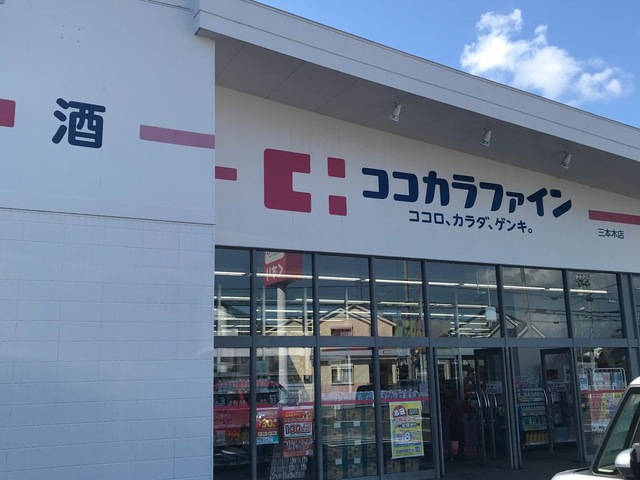 酒
ココカラファイン
ココロ、カラダ、ゲンキ。
三本木店